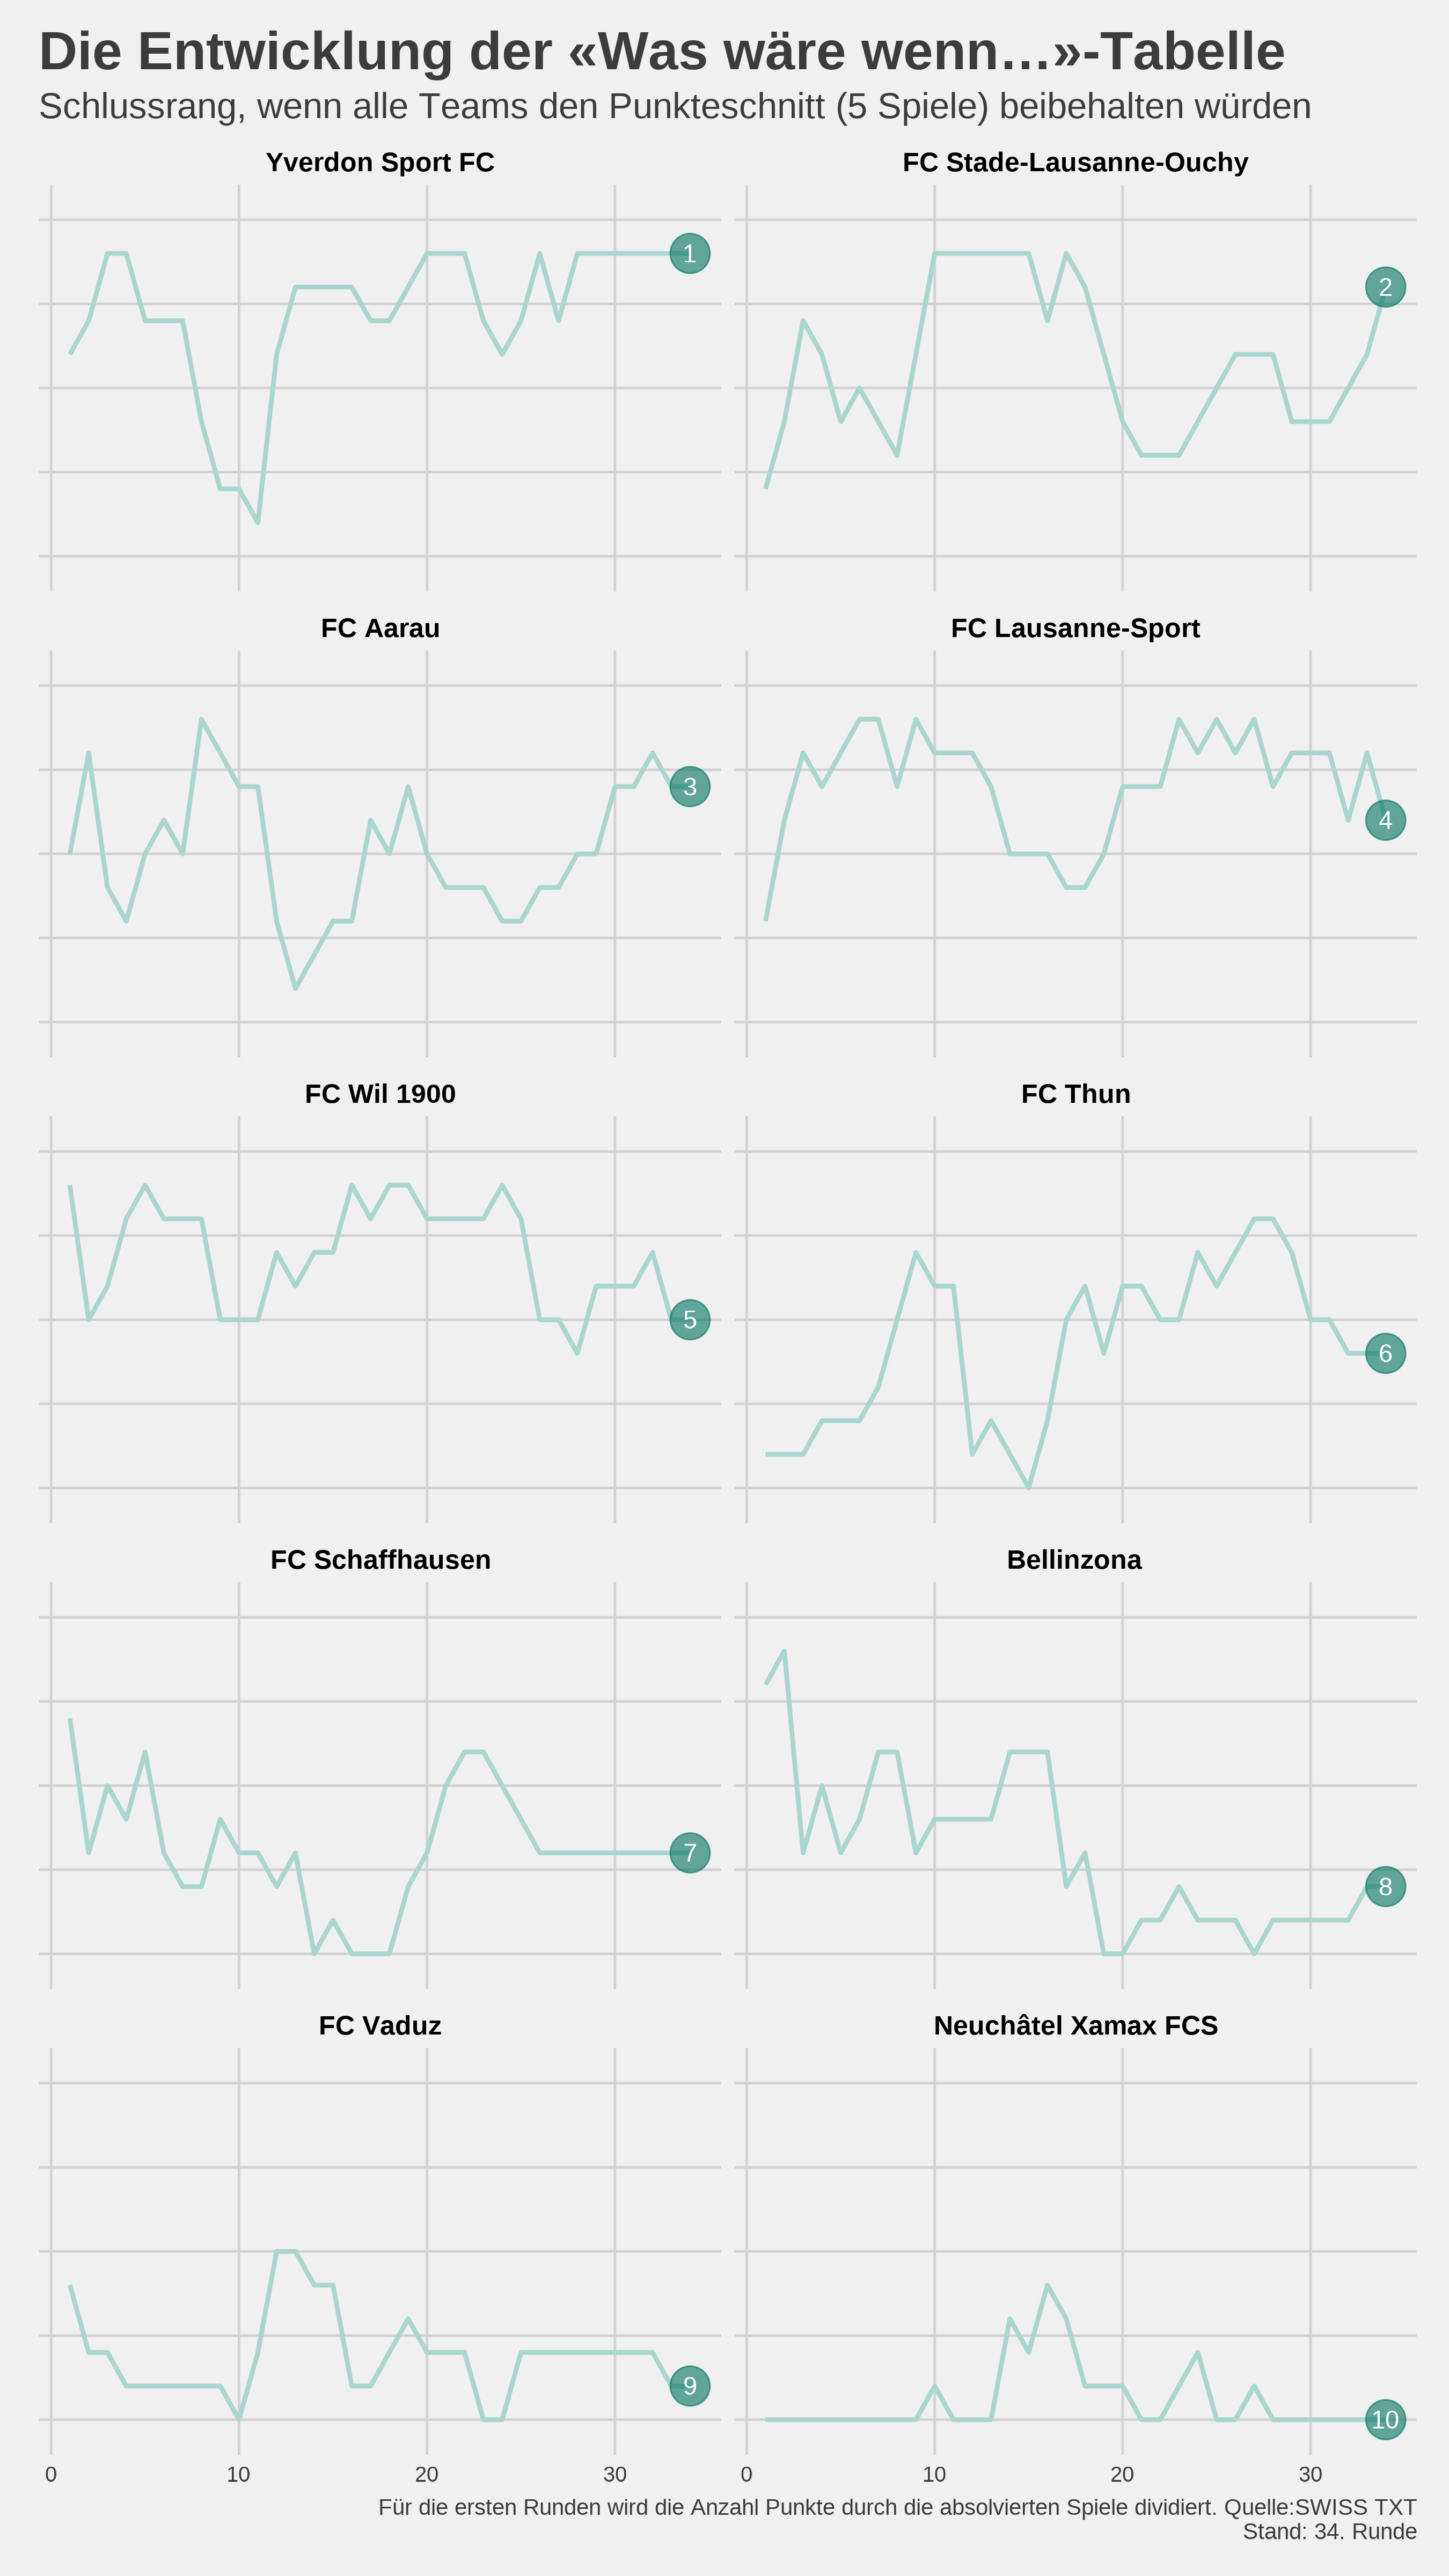 Die Entwicklung der «Was wäre wenn…»-Tabelle
Schlussrang, wenn alle Teams den Punkteschnitt (5 Spiele) beibehalten würden
Yverdon Sport FC
1
FC Stade-Lausanne-Ouchy
2
FC Aarau
3
FC Lausanne-Sport
4
FC Wil 1900
5
FC Thun
6
FC Schaffhausen
7
Bellinzona
8
FC Vaduz
9
Neuchâtel Xamax FCS
10
0 10 20 30 0 10 20 30
Für die ersten Runden wird die Anzahl Punkte durch die absolvierten Spiele dividiert. Quelle:SWISS TXT
Stand: 34. Runde